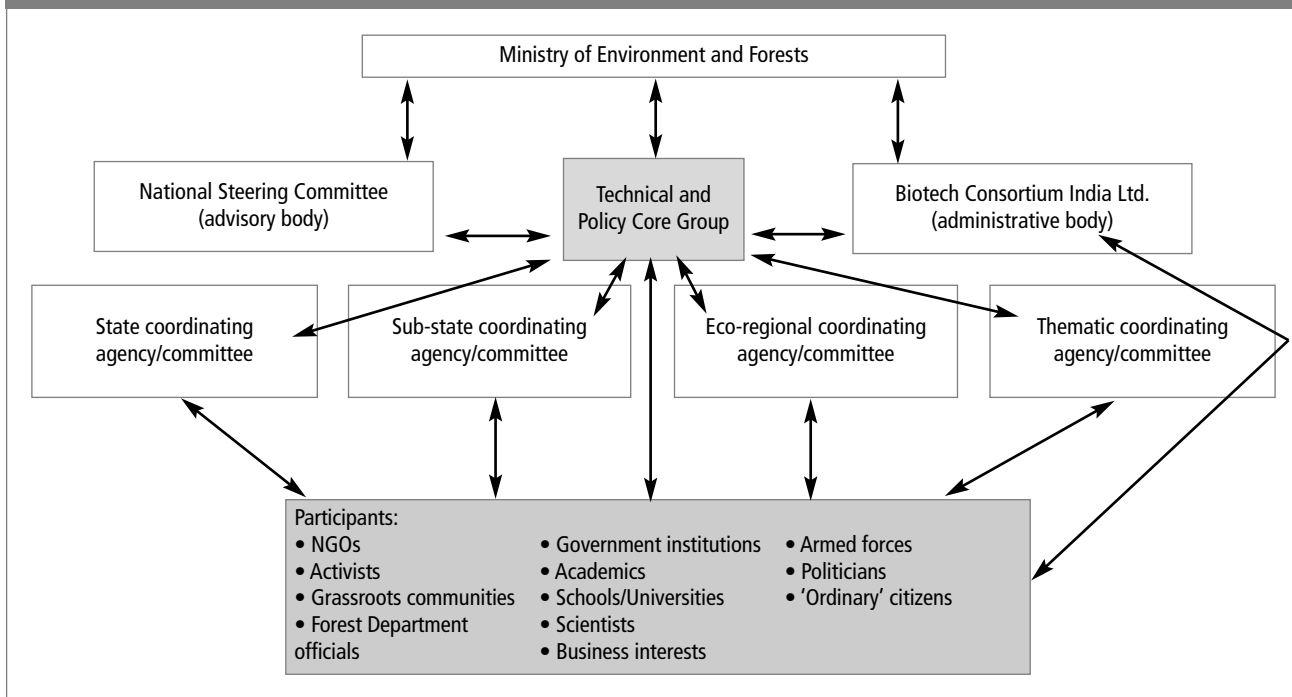 Ministry of Environment and Forests
National Steering Committee
(advisory body)
Technical and
Policy Core Group
Biotech Consortium India Ltd.
(administrative body)
State coordinating
agency/committee
Sub-state coordinating
agency/committee
Eco-regional coordinating
agency/committee
Thematic coordinating
agency/committee
Participants:
• NGOs
• Activists
• Grassroots communities
• Forest Department
officials
• Government institutions
• Academics
• Schools/Universities
• Scientists
• Business interests
• Armed forces
• Politicians
• ‘Ordinary’ citizens